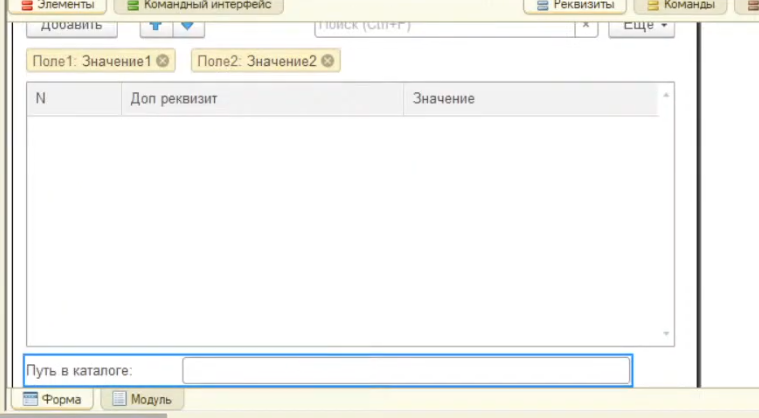 Элементы Командный интерфейс Реквизиты Команды
Добавить Поиск (Ctrl+F) × Еще
Поле1: Значение1 Поле2: Значение2
N Доп реквизит Значение
Путь в каталоге:
Форма Модуль